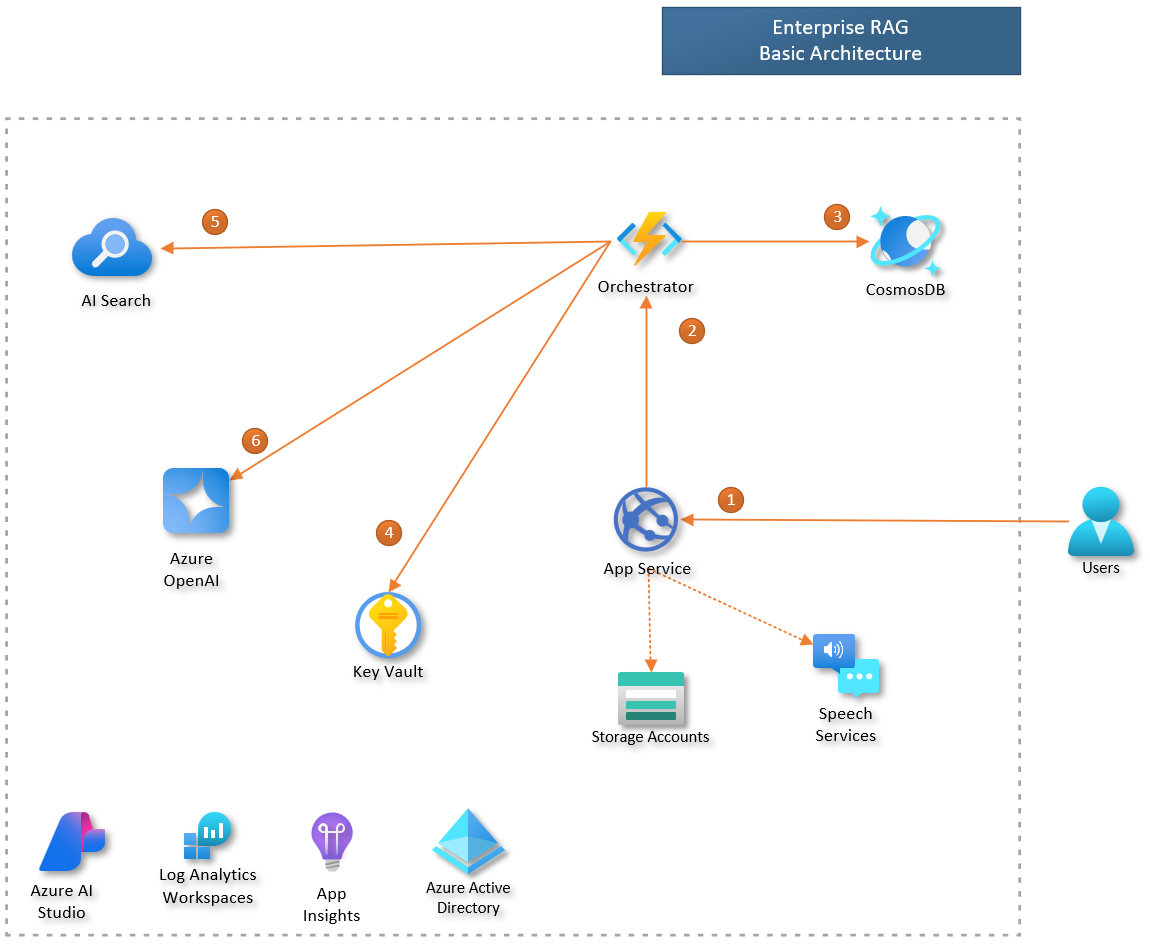 Enterprise RAG
Basic Architecture
5
3
AI Search
Orchestrator
CosmosDB
2
6
1
4
Azure
OpenAI
App Service
Users
Key Vault
Storage Accounts
Speech
Services
Azure AI
Studio
Log Analytics
Workspaces
App
Insights
Azure Active
Directory